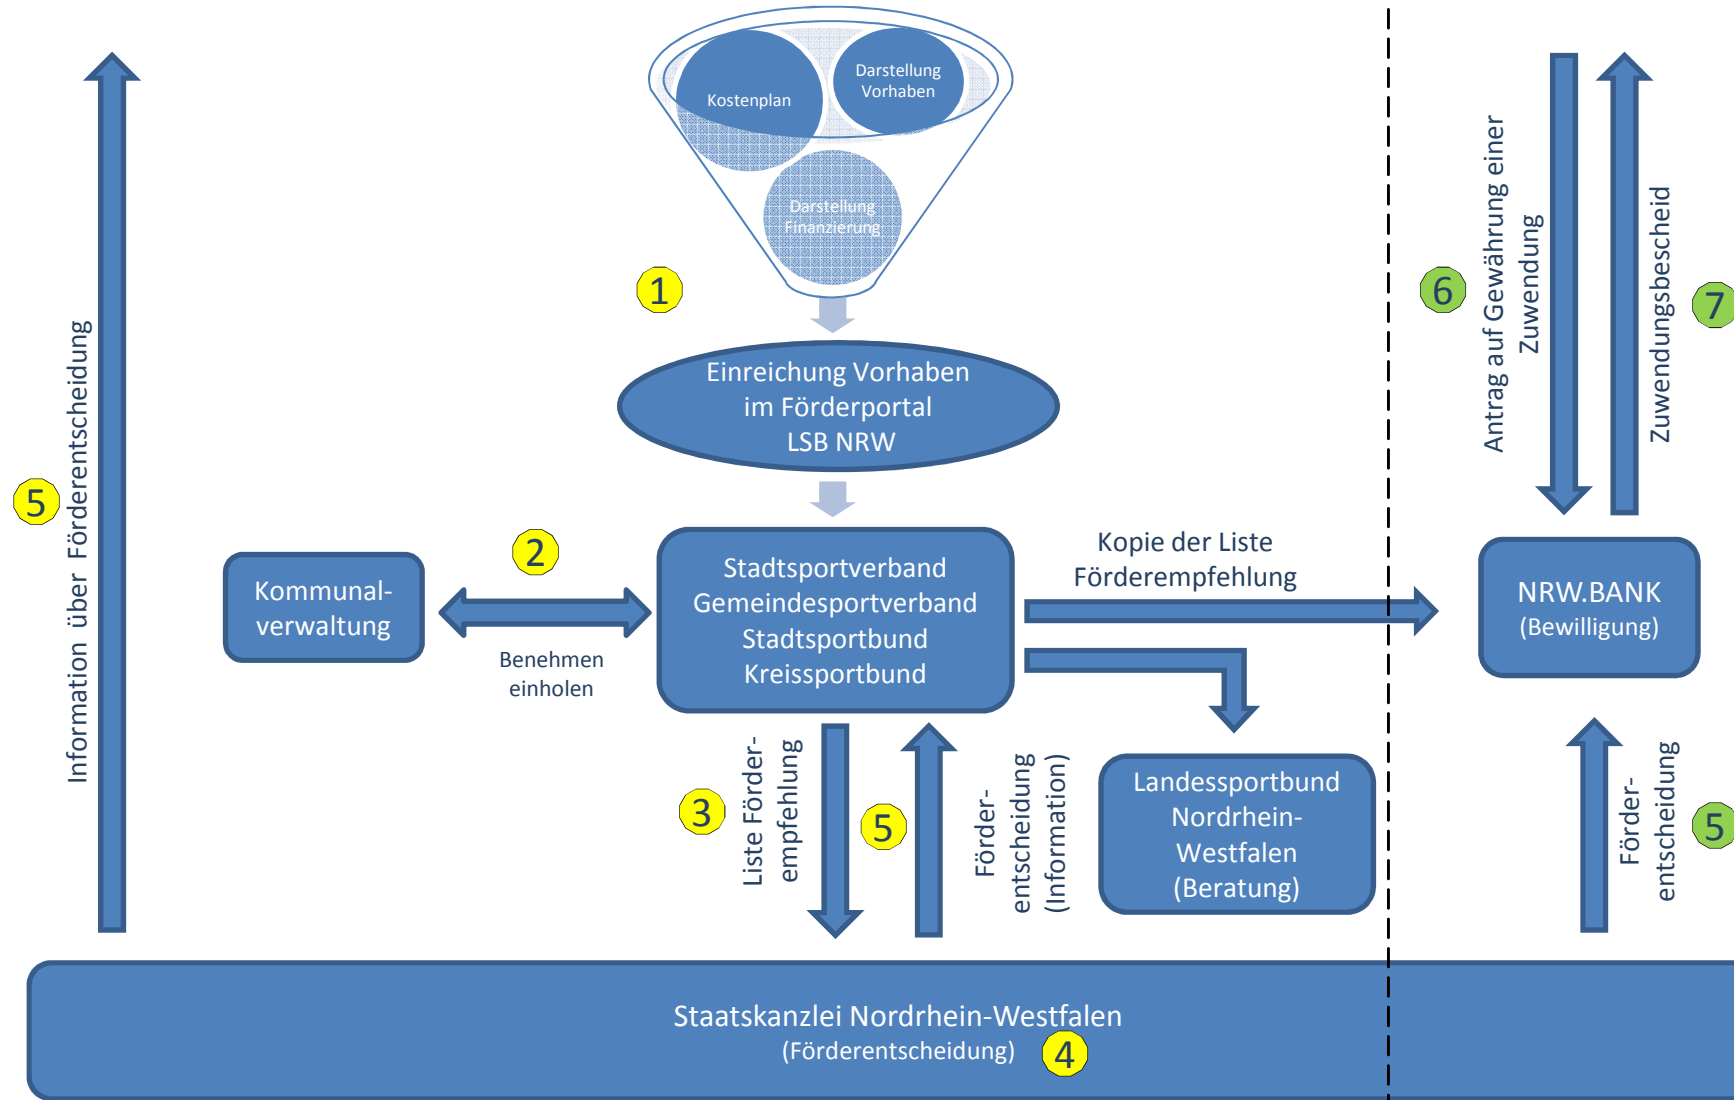 Kostenplan
Darstellung
Vorhaben
Darstellung
Finanzierung
1
Einreichung Vorhaben
im Förderportal
LSB NRW
5
Information über Förderentscheidung
Kommunal-
verwaltung
2
Benehmen
einholen
Stadtsportverband
Gemeindesportverband
Stadtsportbund
Kreissportbund
Kopie der Liste
Förderempfehlung
3
Liste Förder-
empfehlung
5
Förder-
entscheidung
(Information)
Landessportbund
Nordrhein-
Westfalen
(Beratung)
6
Antrag auf Gewährung einer
Zuwendung
Zuwendungsbescheid
7
NRW.BANK
(Bewilligung)
Förder-
entscheidung
5
Staatskanzlei Nordrhein-Westfalen
(Förderentscheidung)
4